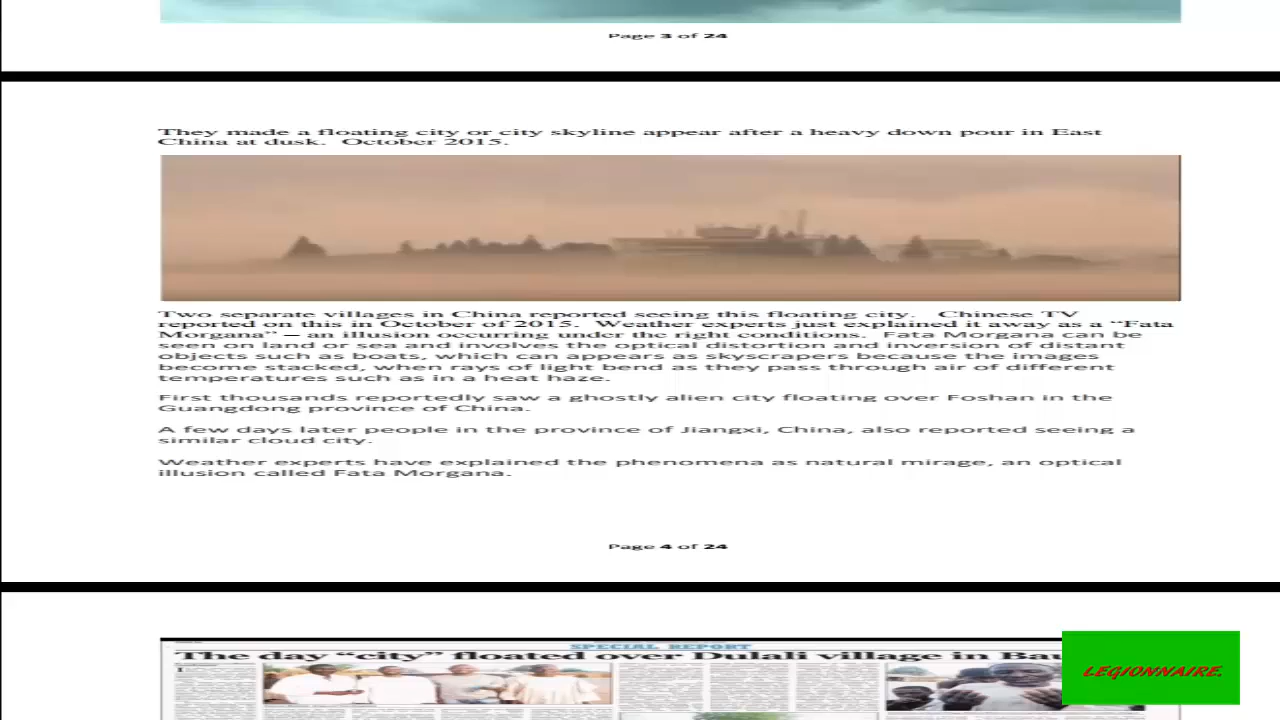 Page 3 of 24
They made a floating city or city skyline appear after a heavy down pour in East
China at dusk. October 2015.
Two separate villages in China reported seeing this floating city. Chinese TV
reported on this in October of 2015. Weather experts just explained it away as a “Fata
Morgana” – an illusion occurring under the right conditions. Fata Morgana can be
seen on land or sea and involves the optical distortion and inversion of distant
objects such as boats, which can appears as skyscrapers because the images
become stacked, when rays of light bend as they pass through air of different
temperatures such as in a heat haze.
First thousands reportedly saw a ghostly alien city floating over Foshan in the
Guangdong province of China.
A few days later people in the province of Jiangxi, China, also reported seeing a
similar cloud city.
Weather experts have explained the phenomena as natural mirage, an optical
illusion called Fata Morgana.
Page 4 of 24
SPECIAL REPORT
The day “city” floated over Dulali village in Bau
LEGIONNAIRE.